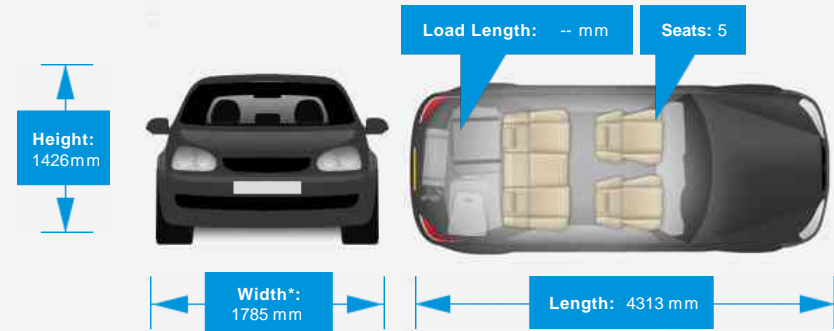 Load Length: -- mm
Seats: 5
Height:
1426mm
Width*:
1785 mm
Length: 4313 mm